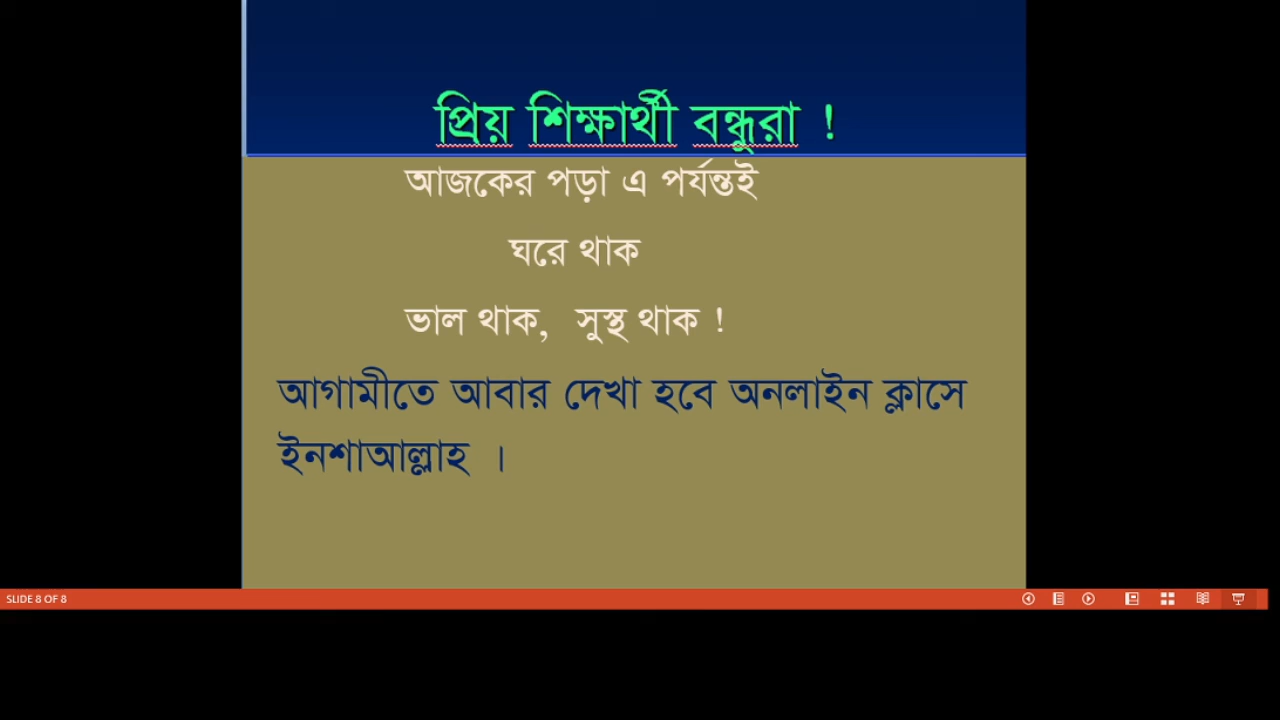 প্রিয় শিক্ষার্থী বন্ধুরা !
আজকের পড়া এ পর্যন্তই
ঘরে থাক
ভাল থাক, সুস্থ থাক !
আগামীতে আবার দেখা হবে অনলাইন ক্লাসে
ইনশাআল্লাহ ।
SLIDE 8 OF 8